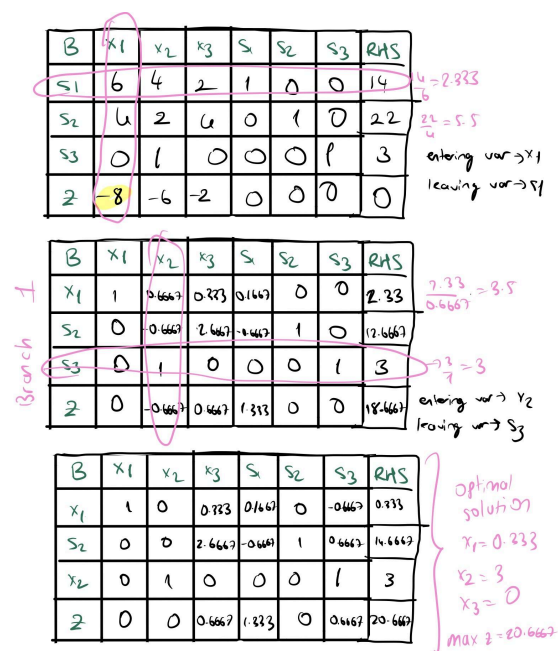 B X1 X2 X3 S1 S2 S3 RHS
S1 6 4 2 1 0 0 14
S2 4 2 4 0 1 0 22
S3 0 1 0 0 0 1 3
Z -8 -6 -2 0 0 0 0
4/6=2.333
22/4=5.5
entering var → X1
leaving var → S1
Branch 1
B X1 X2 X3 S1 S2 S3 RHS
X1 1 0.6667 0.333 0.1667 0 0 2.33
S2 0 -0.6667 2.6667 -0.6667 1 0 12.6667
S3 0 1 0 0 0 1 3
Z 0 -0.6667 0.6667 1.333 0 0 18.6667
2.33/0.6667=3.5
→ 3/1=3
entering var → X2
leaving var → S3
B X1 X2 X3 S1 S2 S3 RHS
X1 1 0 0.333 0.1667 0 -0.6667 0.333
S2 0 0 2.6667 -0.6667 1 0.6667 14.6667
X2 0 1 0 0 0 1 3
Z 0 0 0.6667 1.333 0 0.6667 20.6667
optimal
solution
X1=0.333
X2=3
X3=0
max z=20.6667